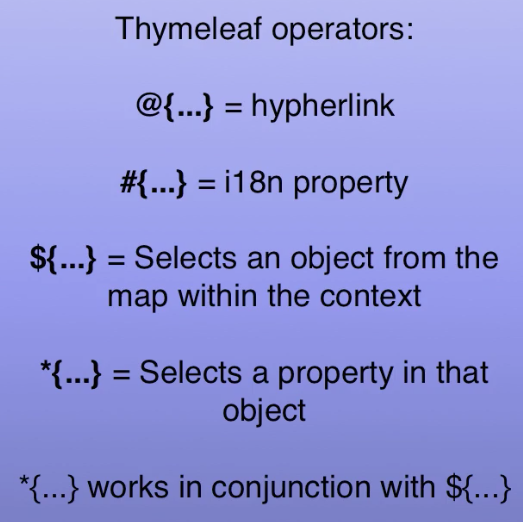 Thymeleaf operators:
@{...} = hypherlink
#{...} = i18n property
${...} = Selects an object from the
map within the context
*{...} = Selects a property in that
object
*{...} works in conjunction with ${...}